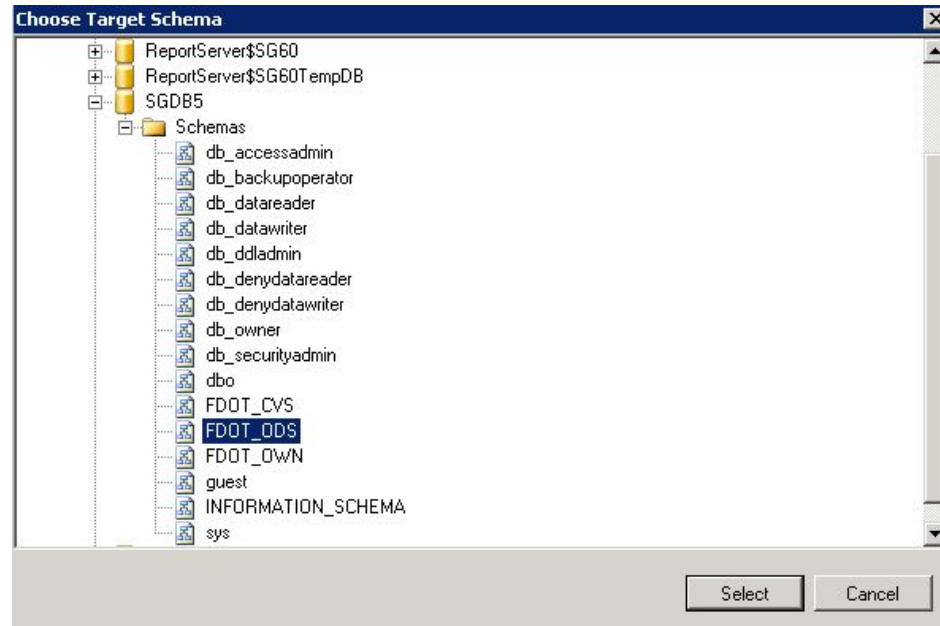 Choose Target Schema
ReportServer$SG60
ReportServer$SG60TempDB
SGDB5
Schemas
db_accessadmin
db_backupoperator
db_datareader
db_datawriter
db_ddladmin
db_denydatareader
db_denydatawriter
db_owner
db_securityadmin
dbo
FDOT_CVS
FDOT_ODS
FDOT_OWN
guest
INFORMATION_SCHEMA
sys
Select Cancel